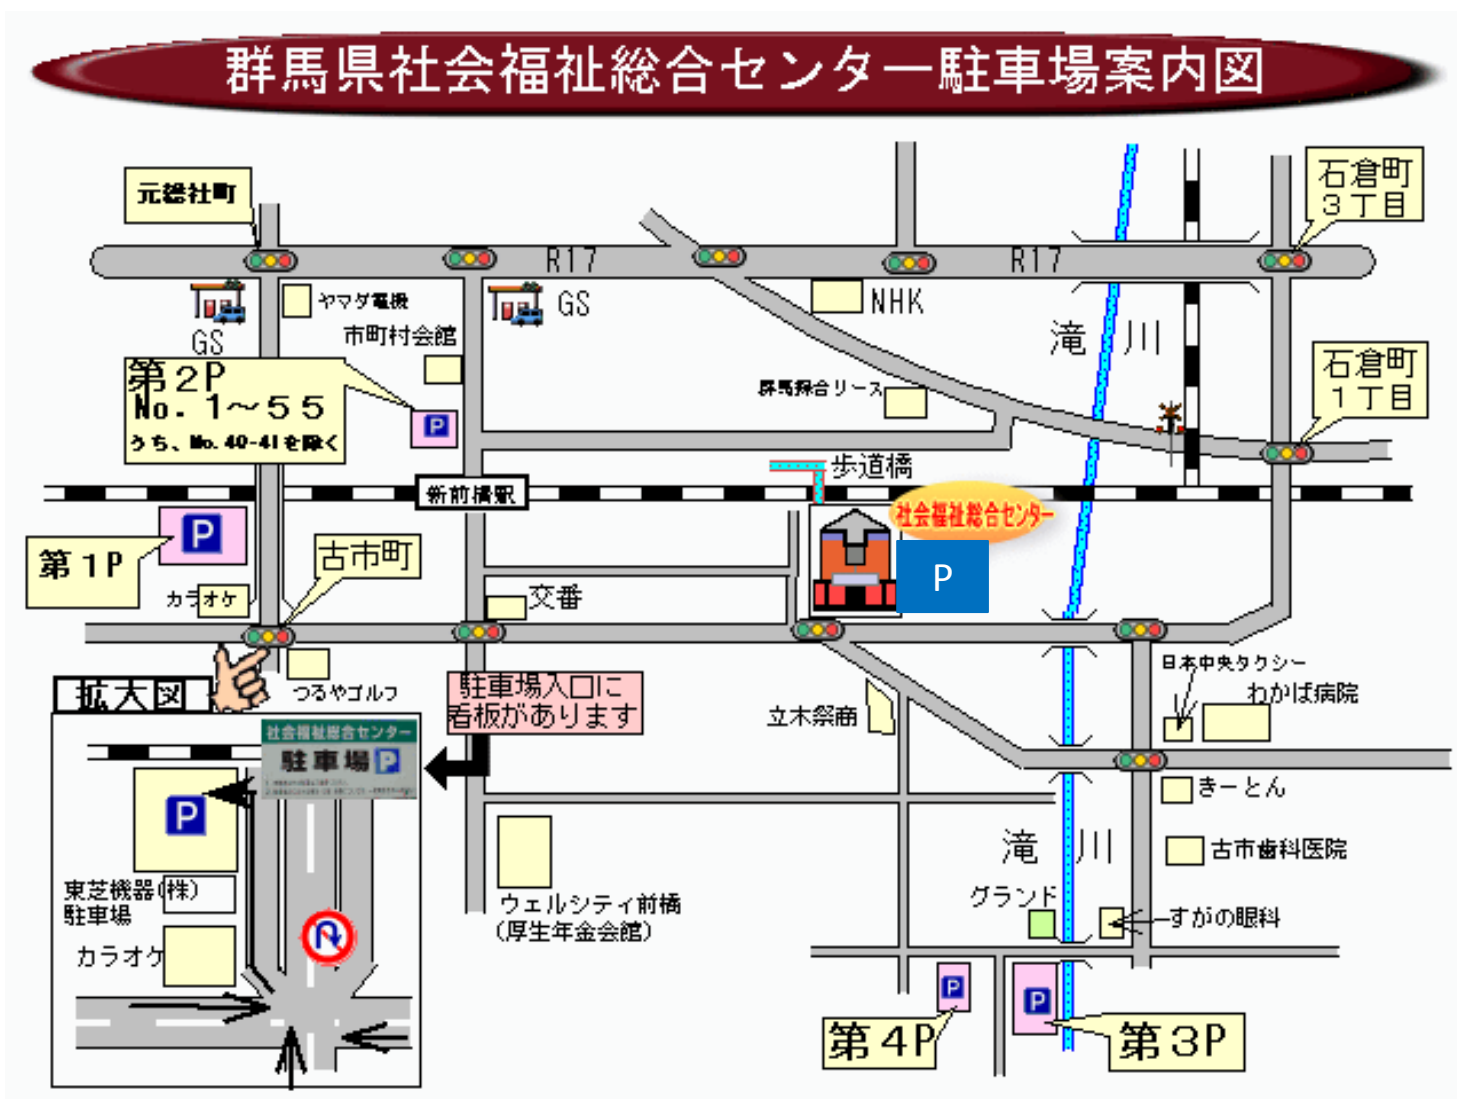 群馬県社会福祉総合センター駐車場案内図
元総社町
石倉町
３丁目
R17
R17
ヤマダ電機
GS
市町村会館
GS
NHK
滝 川
石倉町
１丁目
第２P
No. １～５５
うち、No. 40-41を除く
P
群馬綜合リース
歩道橋
新前橋駅
社会福祉総合センター
P
P
第１P
古市町
カラオケ
交番
つるやゴルフ
駐車場入口に
看板があります
拡大図
社会福祉総合センター
駐車場P
P
東芝機器(株)
駐車場
カラオケ
立木祭商
日本中央タクシー
わかば病院
きーとん
古市歯科医院
滝 川
グランド
すがの眼科
ウェルシティ前橋
(厚生年金会館)
P
P
第４P
第３P